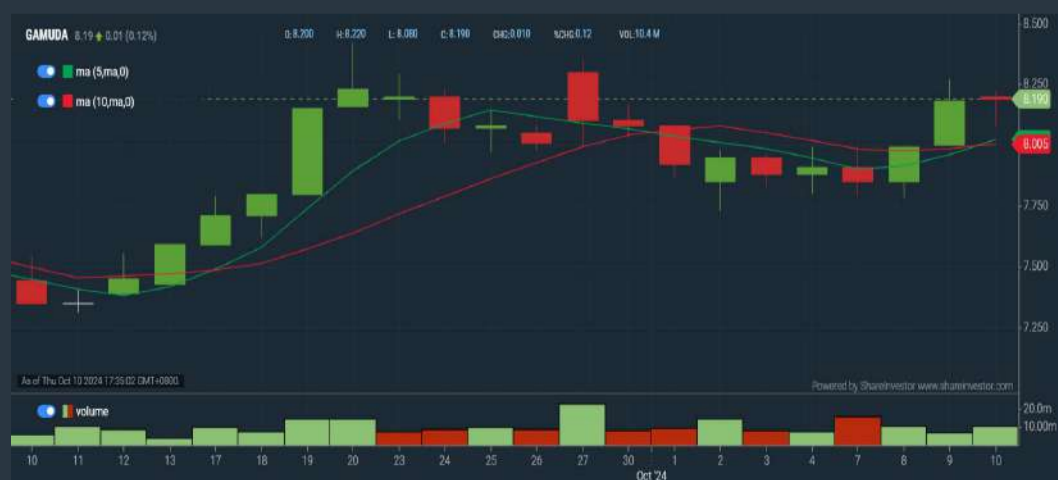 GAMUDA 8.19 0.01 (0.12%) O: 8.200 H: 8.220 L: 8.080 C: 8.190 CHG:0.010 %CHG:0.12 VOL:10.4 M
ma (5,ma,0)
ma (10,ma,0)
8.500
8.250
8.190
8.005
7.750
7.500
7.250
As of Thu Oct 10 2024 17:35:02 GMT+0800.
Powered by ShareInvestor www.shareinvestor.com
volume
20.0m
10.00m
10 11 12 13 17 18 19 20 23 24 25 26 27 30 1 2 3 4 7 8 9 10
Oct '24